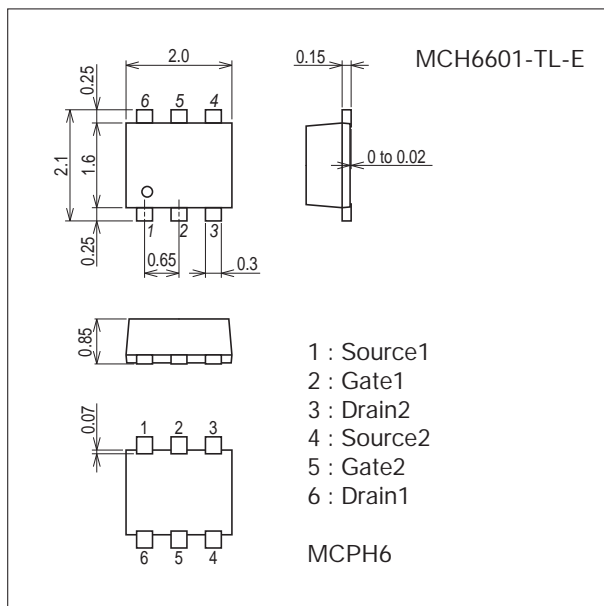 MCH6601-TL-E
0.25
2.0
0.15
6 5 4
2.1
1.6
0 to 0.02
0.25
1 2 3
0.65
0.3
0.85
1 : Source1
2 : Gate1
3 : Drain2
4 : Source2
5 : Gate2
6 : Drain1
0.07
1 2 3
6 5 4
MCPH6